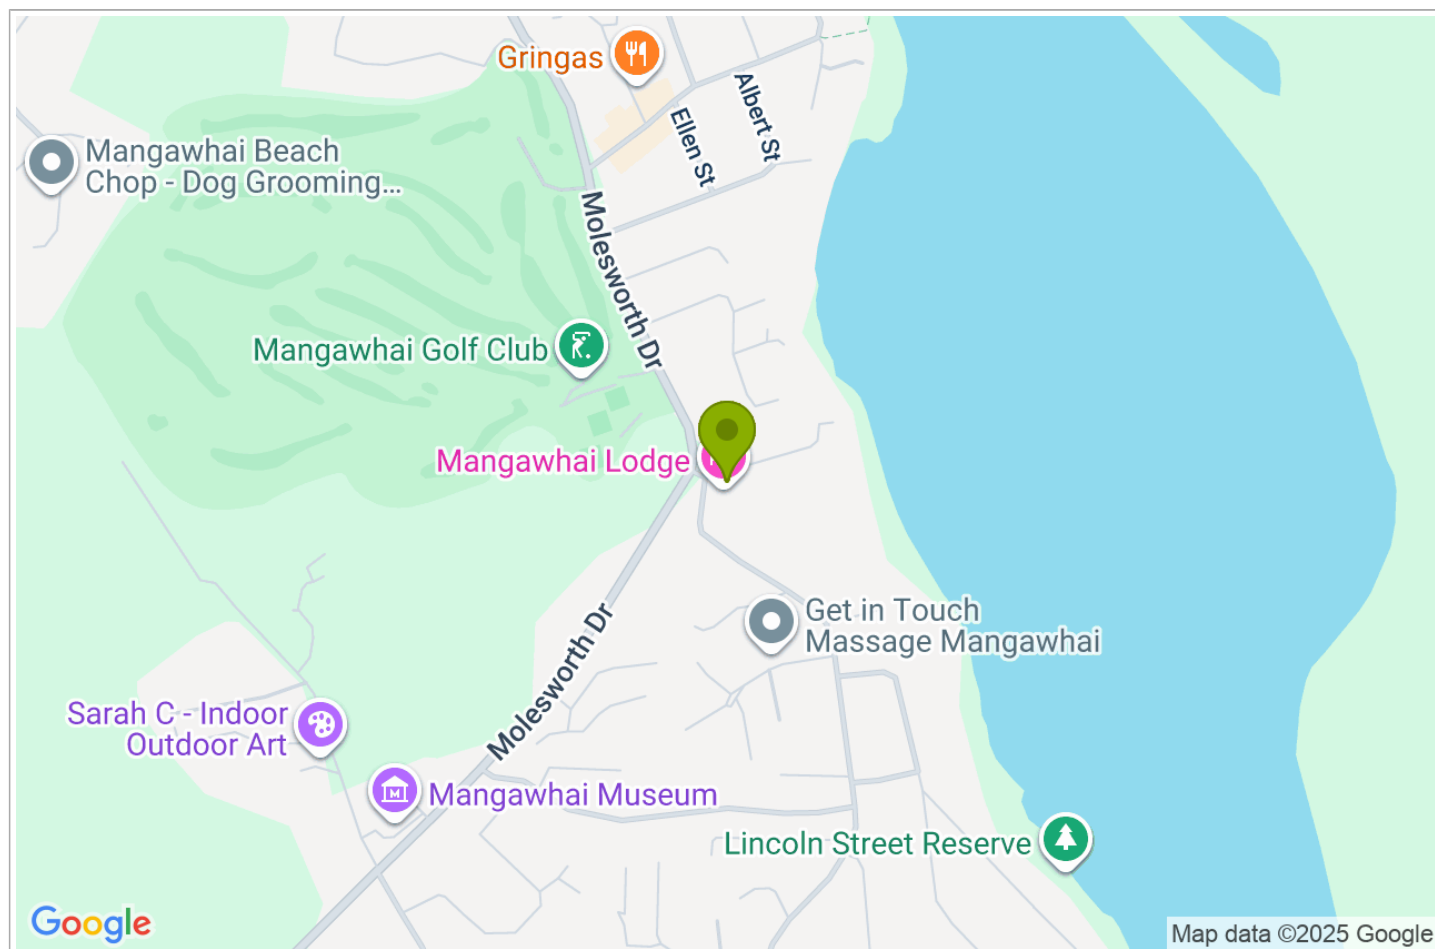 Gringas
Albert St
Ellen St
Mangawhai Beach
Chop - Dog Grooming...
Molesworth Dr
Mangawhai Golf Club
Mangawhai Lodge
Get in Touch
Massage Mangawhai
Molesworth Dr
Sarah C - Indoor
Outdoor Art
M
Mangawhai Museum
Lincoln Street Reserve
Google
Map data ©2025 Google